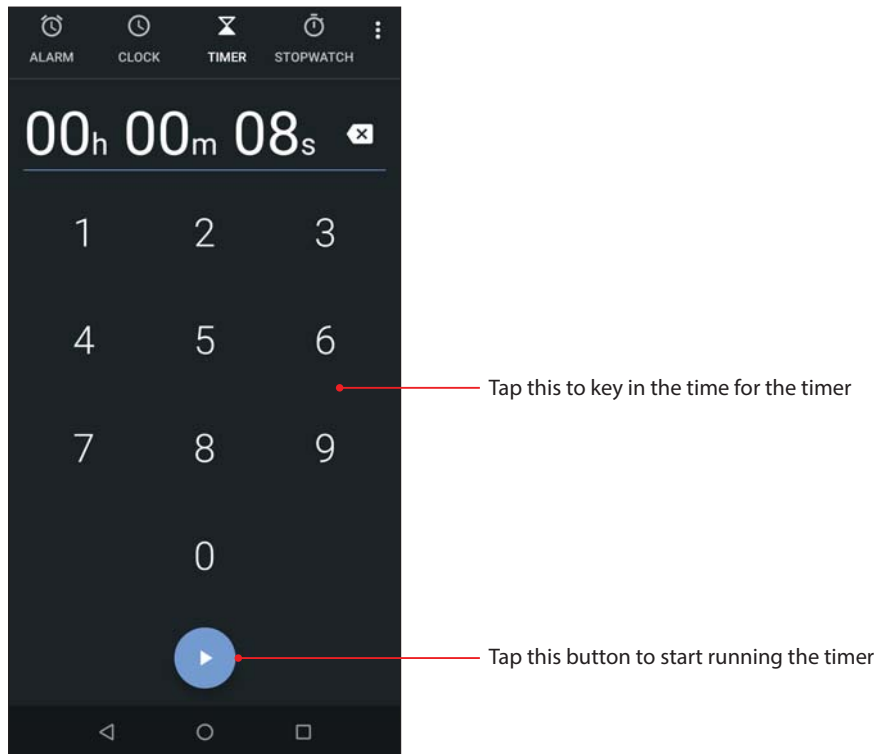 ALARM CLOCK TIMER STOPWATCH
00h 00m 08s
1 2 3
4 5 6
Tap this to key in the time for the timer
7 8 9
0
Tap this button to start running the timer